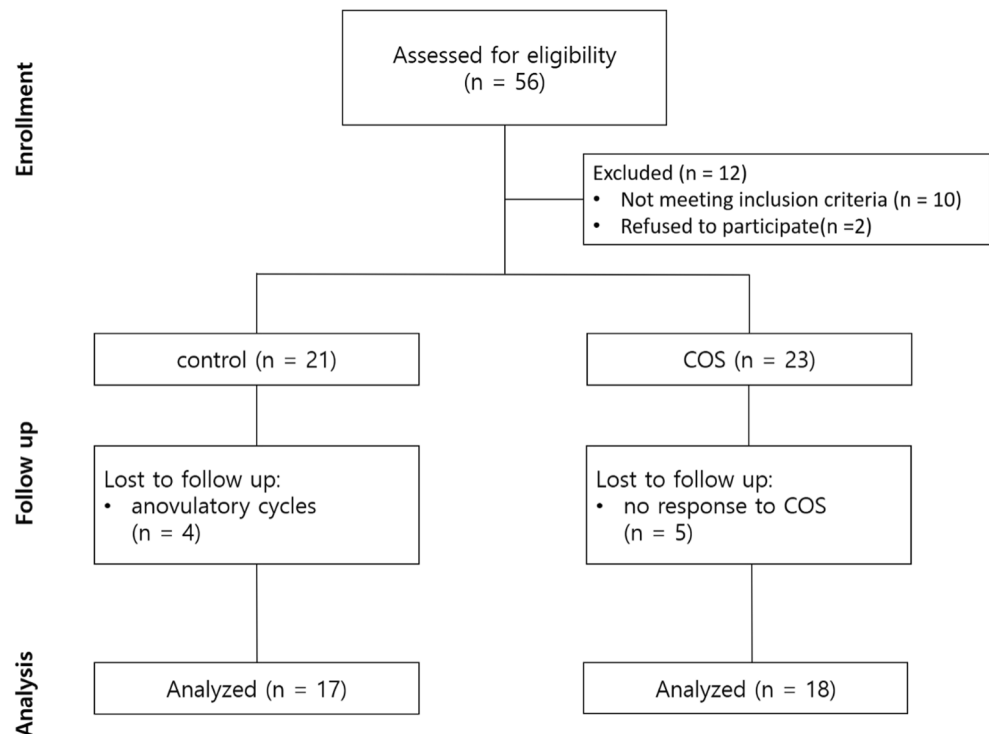 Enrollment
Assessed for eligibility
(n = 56)
Excluded (n = 12)
• Not meeting inclusion criteria (n = 10)
• Refused to participate(n =2)
control (n = 21)
COS (n = 23)
Follow up
Lost to follow up:
• anovulatory cycles
(n = 4)
Lost to follow up:
• no response to COS
(n = 5)
Analysis
Analyzed (n = 17)
Analyzed (n = 18)